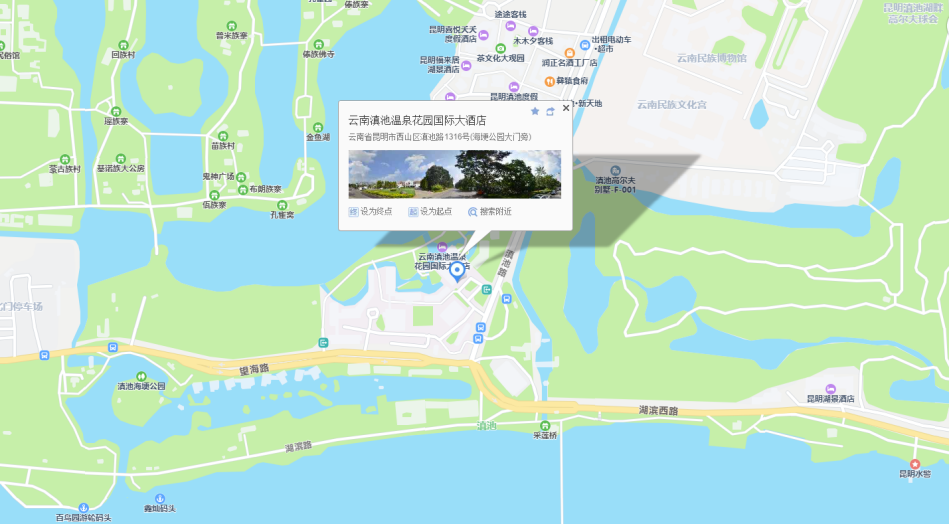 傣族寨
途途客栈
昆明滇池湖畔
高尔夫球会
普米族寨
昆明喜悦天天
度假酒店
木木夕客栈
出租电动车
•超市
回族村
傣族佛寺
茶文化大观园
润正名酒工厂店
云南民族博物馆
昆明福来居
湖景酒店
彝镇食府
昆明滇池度假
•新天地
云南民族文化宫
瑶族寨
金鱼湖
苗族村
云南滇池温泉花园国际大酒店
云南省昆明市西山区滇池路1316号(海埂公园大门旁)
蒙古族村
基诺族大公房
鬼神广场
布朗族寨
佤族寨
孔雀窝
滇池高尔夫
别墅-F-001
设为终点
设为起点
搜索附近
云南滇池温泉
花园国际大酒店
滇池路
北门停车场
望海路
滇池海埂公园
昆明湖景酒店
湖滨西路
滇池
采莲桥
湖滨路
昆明水警
鑫灿码头
百鸟园游轮码头